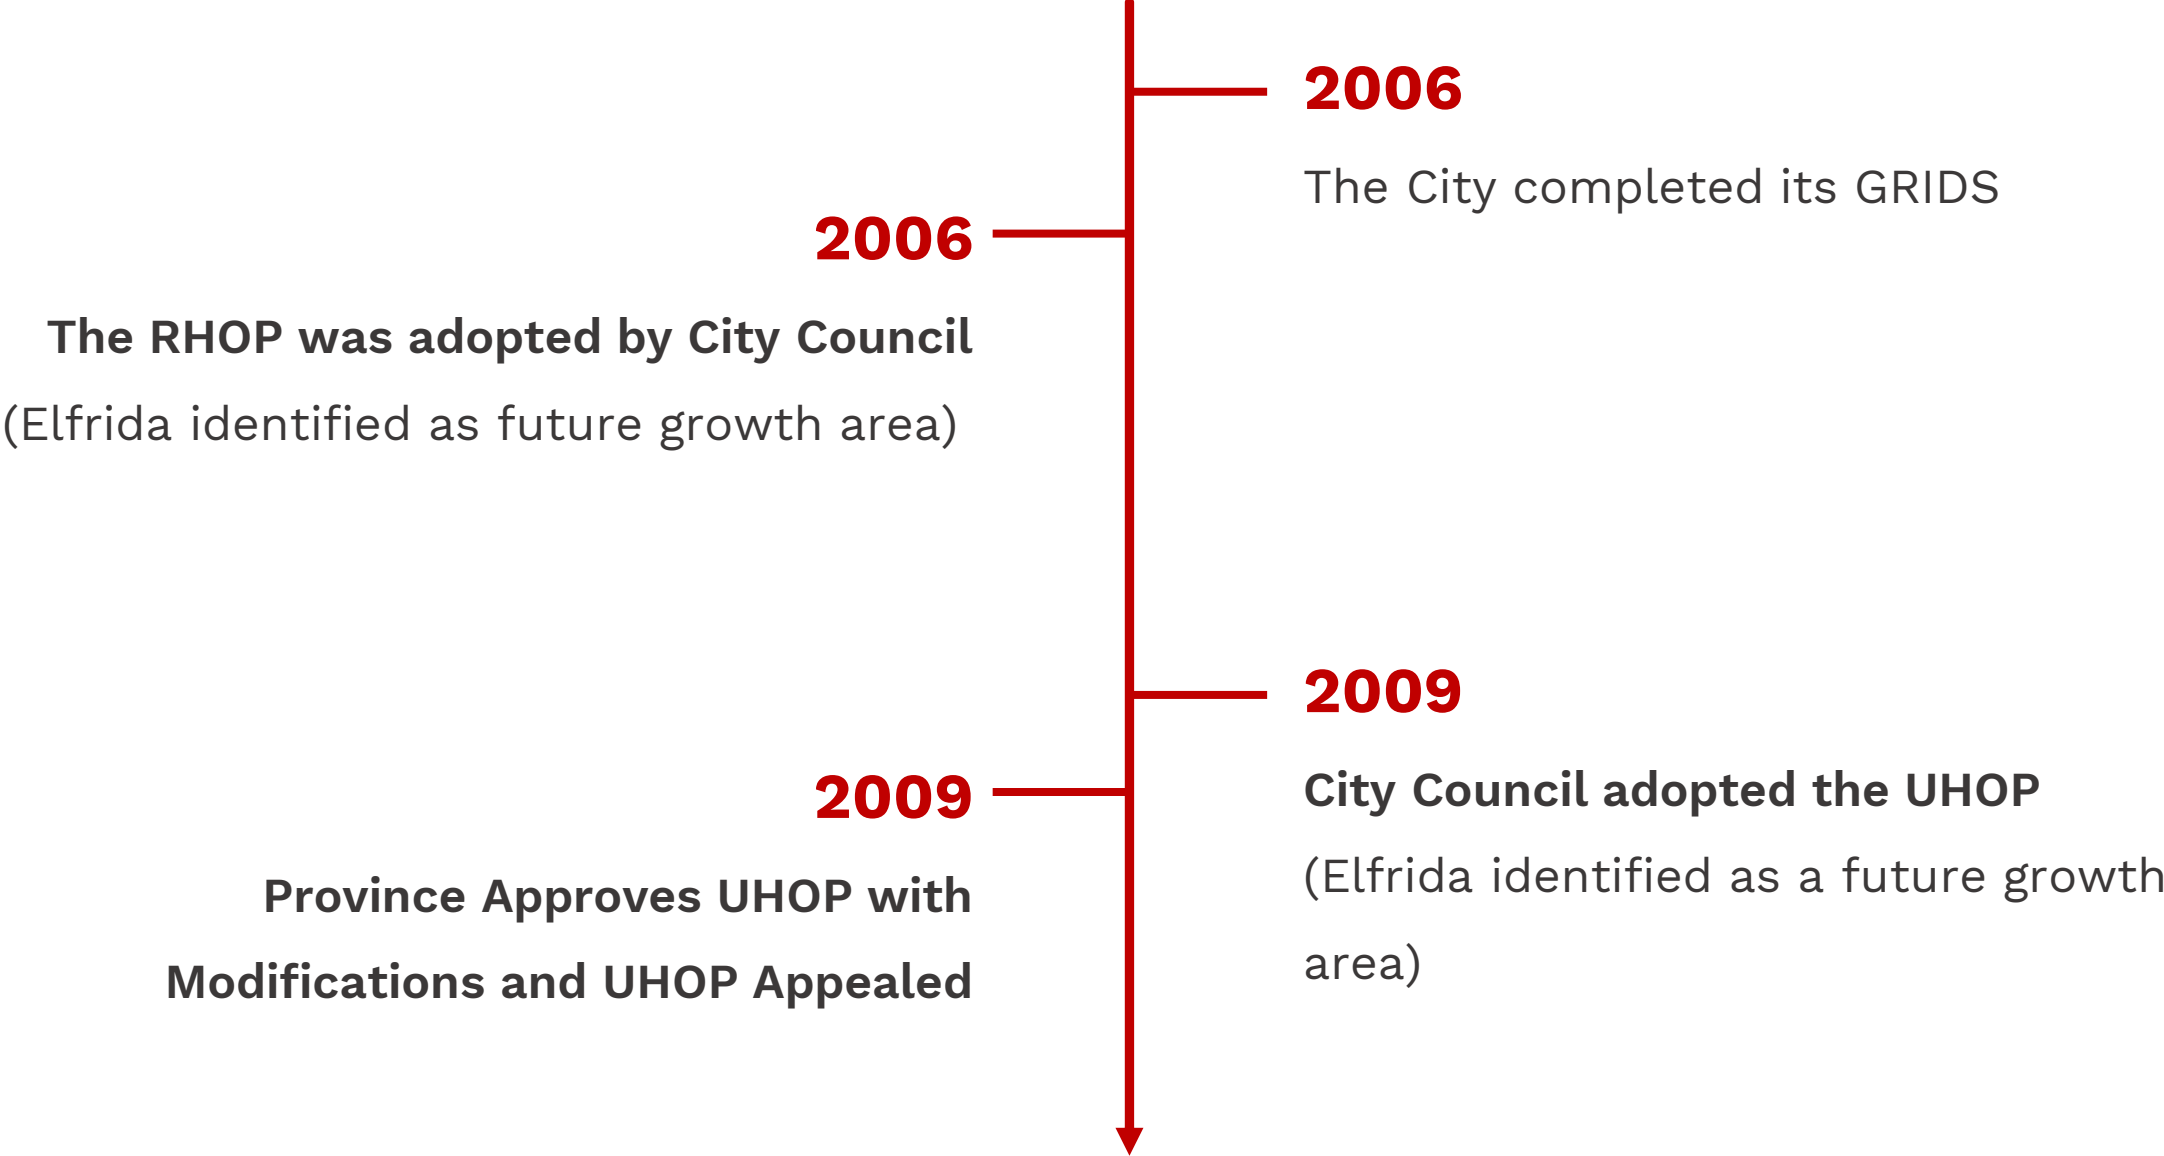 2006
The City completed its GRIDS
2006
The RHOP was adopted by City Council
(Elfrida identified as future growth area)
2009
City Council adopted the UHOP
(Elfrida identified as a future growth
area)
2009
Province Approves UHOP with
Modifications and UHOP Appealed